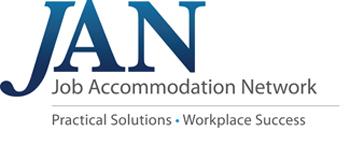 JAN
Job Accommodation Network
Practical Solutions • Workplace Success